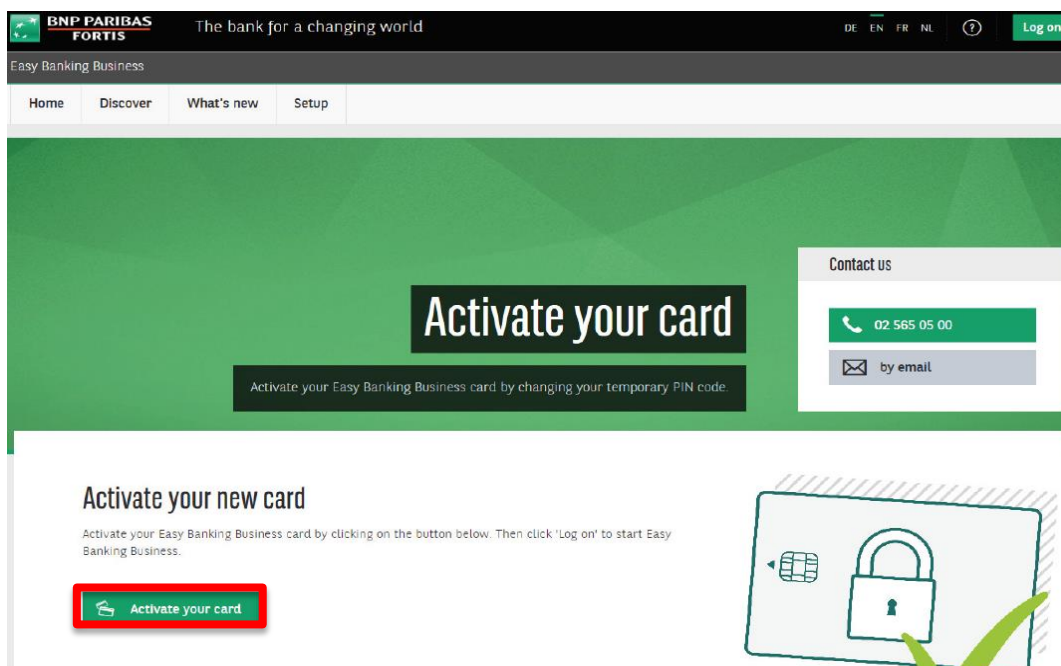 BNP PARIBAS
FORTIS
The bank for a changing world
DE EN FR NL ? Log on
Easy Banking Business
Home Discover What's new Setup
Contact us
Activate your card
02 565 05 00
by email
Activate your Easy Banking Business card by changing your temporary PIN code.
Activate your new card
Activate your Easy Banking Business card by clicking on the button below. Then click 'Log on' to start Easy
Banking Business.
Activate your card